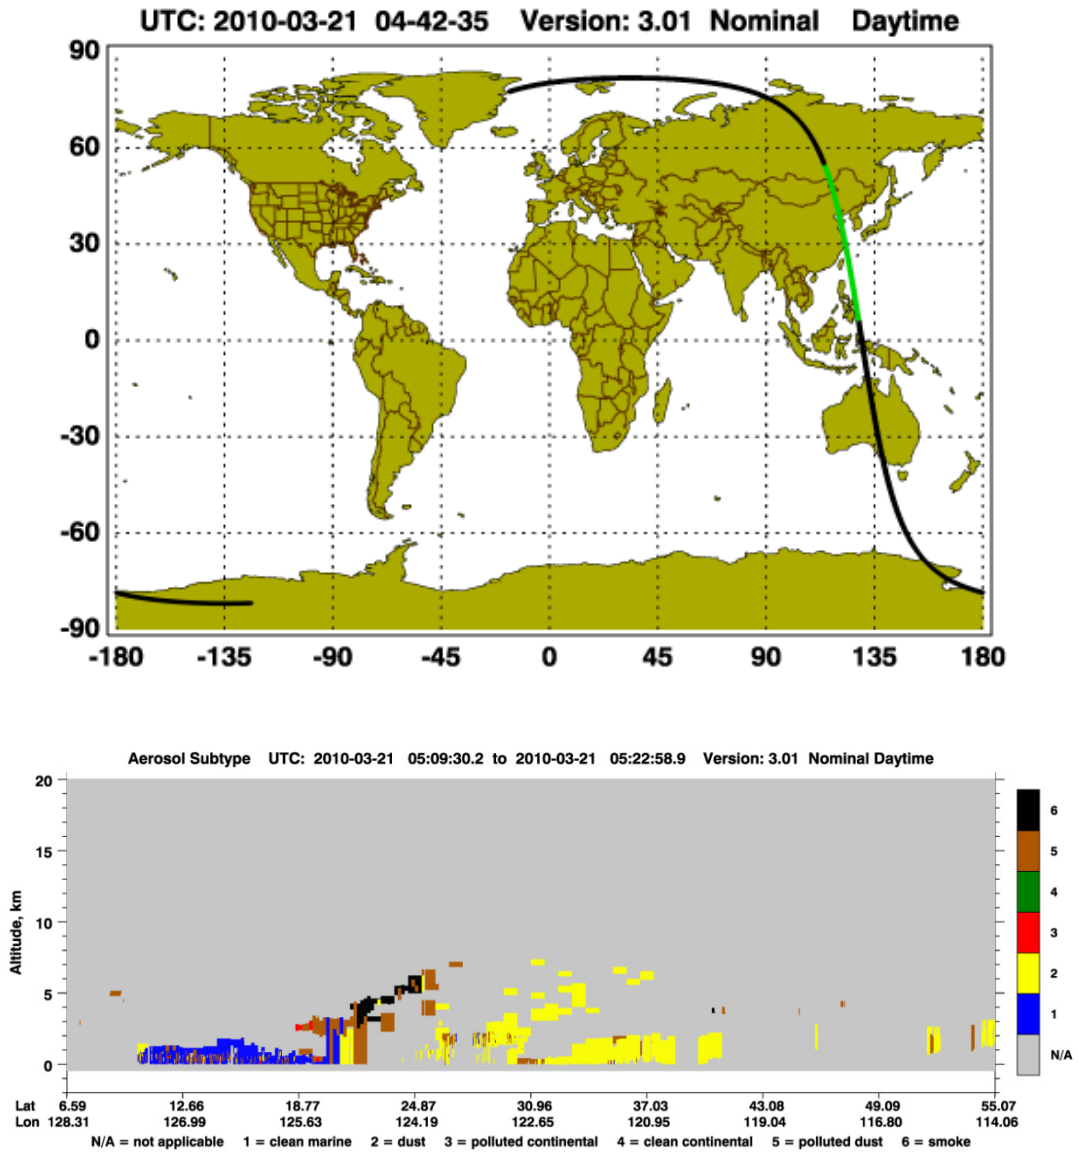 UTC: 2010-03-21 04-42-35 Version: 3.01 Nominal Daytime
90
60
30
0
-30
-60
-90
-180 -135 -90 -45 0 45 90 135 180
Aerosol Subtype UTC: 2010-03-21 05:09:30.2 to 2010-03-21 05:22:58.9 Version: 3.01 Nominal Daytime
20
15
10
5
0
Altitude, km
6
5
4
3
2
1
N/A
Lat 6.59 12.66 18.77 24.87 30.96 37.03 43.08 49.09 55.07
Lon 128.31 126.99 125.63 124.19 122.65 120.95 119.04 116.80 114.06
N/A = not applicable 1 = clean marine 2 = dust 3 = polluted continental 4 = clean continental 5 = polluted dust 6 = smoke